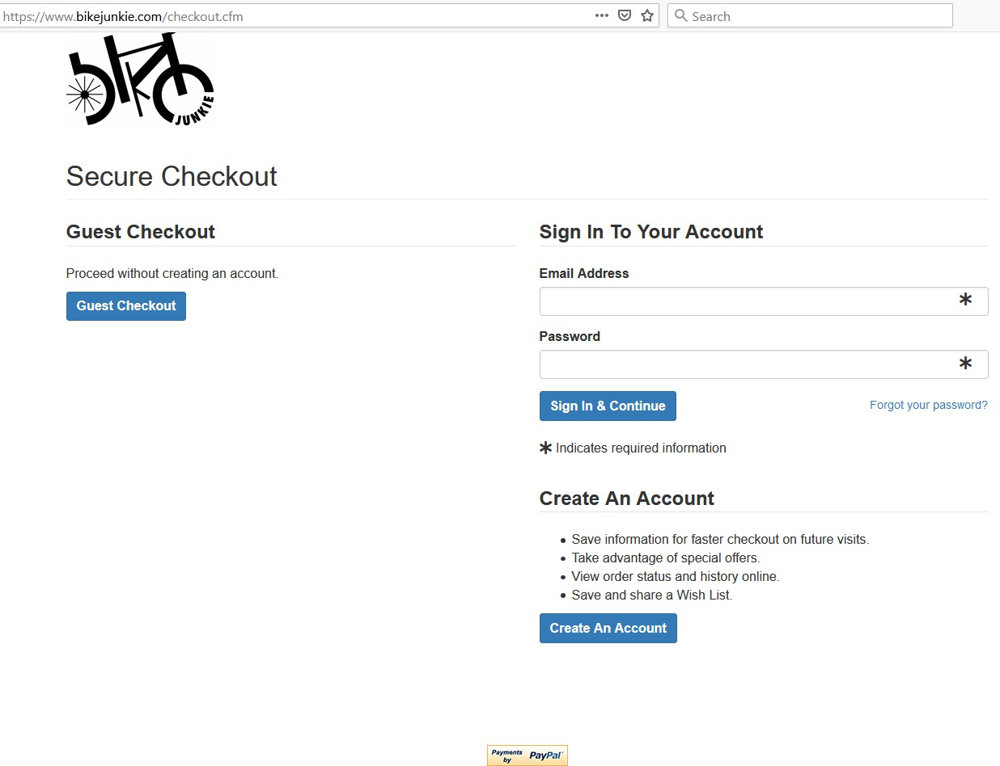 https://www.bikejunkie.com/checkout.cfm
Search
bike
JUNKIE
Secure Checkout
Guest Checkout
Proceed without creating an account.
Guest Checkout
Sign In To Your Account
Email Address
*
Password
*
Sign In & Continue
Forgot your password?
* Indicates required information
Create An Account
• Save information for faster checkout on future visits.
• Take advantage of special offers.
• View order status and history online.
• Save and share a Wish List.
Create An Account
Payments
by
PayPal